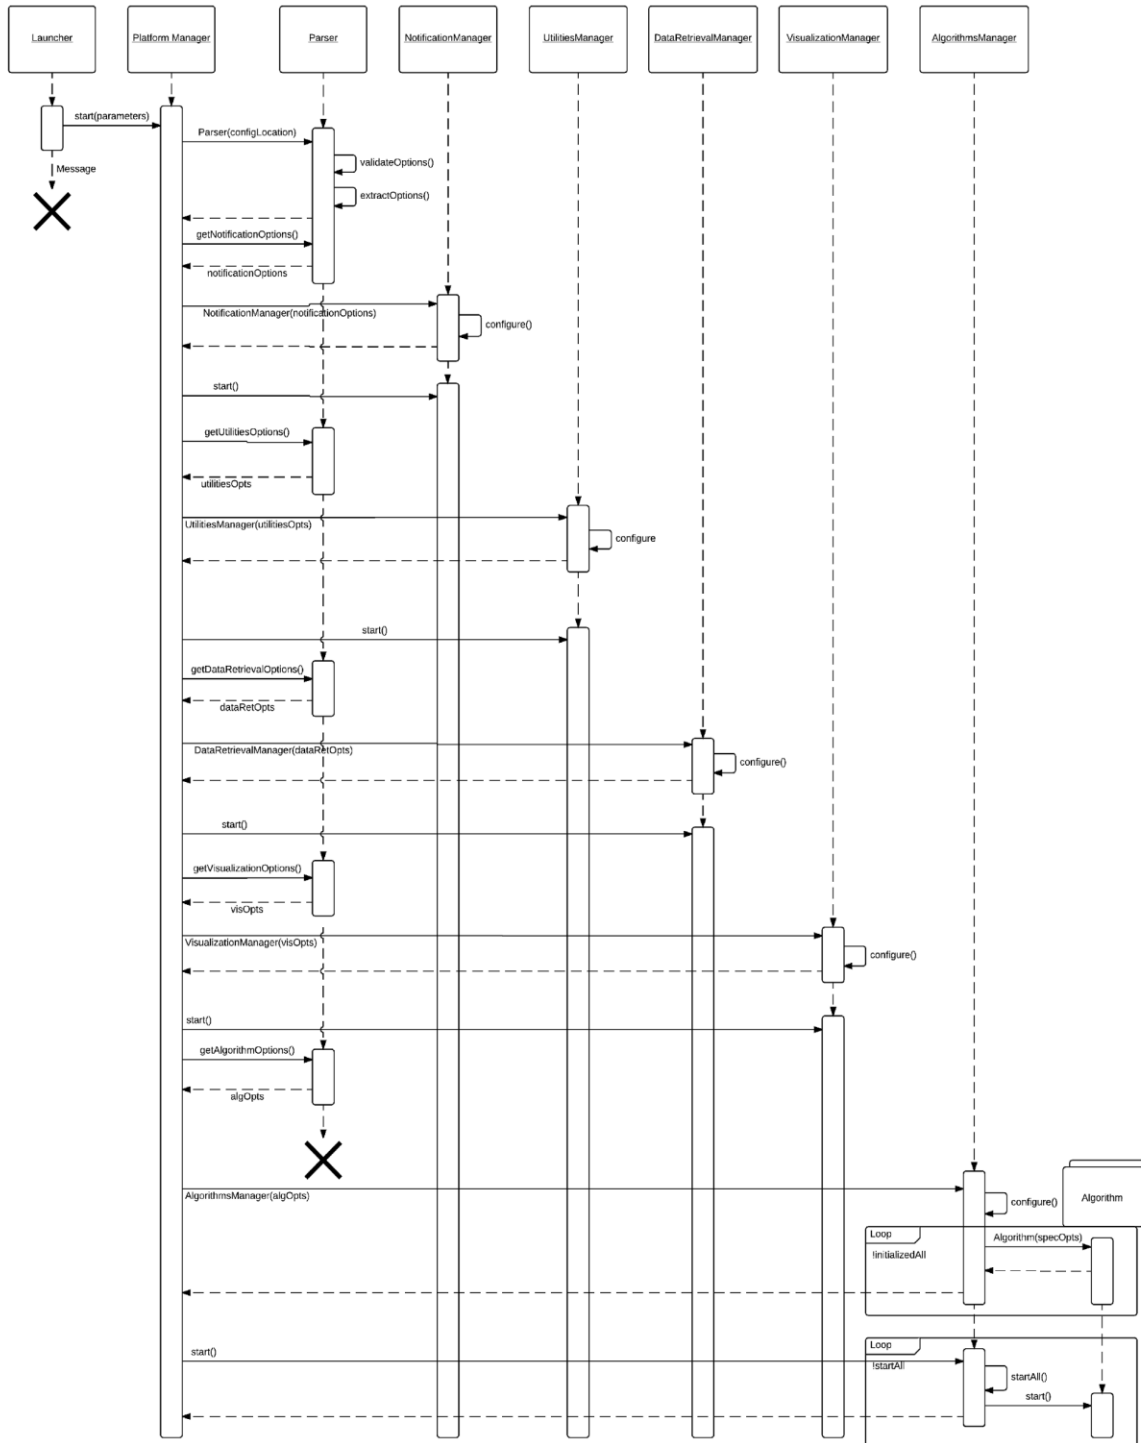 Launcher
Platform Manager
Parser
NotificationManager
UtilitiesManager
DataRetrievalManager
VisualizationManager
AlgorithmsManager
start(parameters)
Parser(configLocation)
validateOptions()
Message
extractOptions()
getNotificationOptions()
notificationOptions
NotificationManager(notificationOptions)
configure()
start()
getUtilitiesOptions()
utilitiesOpts
UtilitiesManager(utilitiesOpts)
configure
start()
getDataRetrievalOptions()
dataRetOpts
DataRetrievalManager(dataRetOpts)
configure()
start()
getVisualizationOptions()
visOpts
VisualizationManager(visOpts)
configure()
start()
getAlgorithmOptions()
algOpts
AlgorithmsManager(algOpts)
configure()
Algorithm
Loop
Algorithm(specOpts)
!initializedAll
Loop
start()
!startAll
startAll()
start()